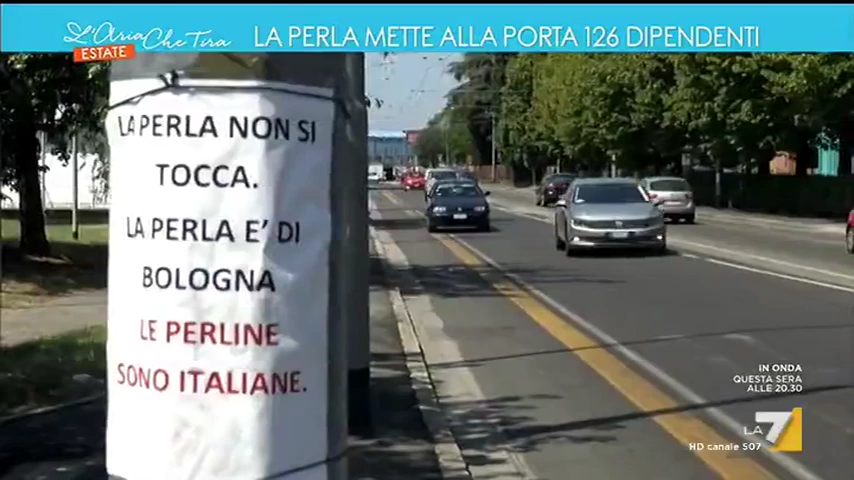 L'Aria Che Tira
ESTATE
LA PERLA METTE ALLA PORTA 126 DIPENDENTI
LA PERLA NON SI
TOCCA.
LA PERLA E' DI
BOLOGNA
LE PERLINE
SONO ITALIANE.
IN ONDA
QUESTA SERA
ALLE 20.30
LA 7
HD canale 507